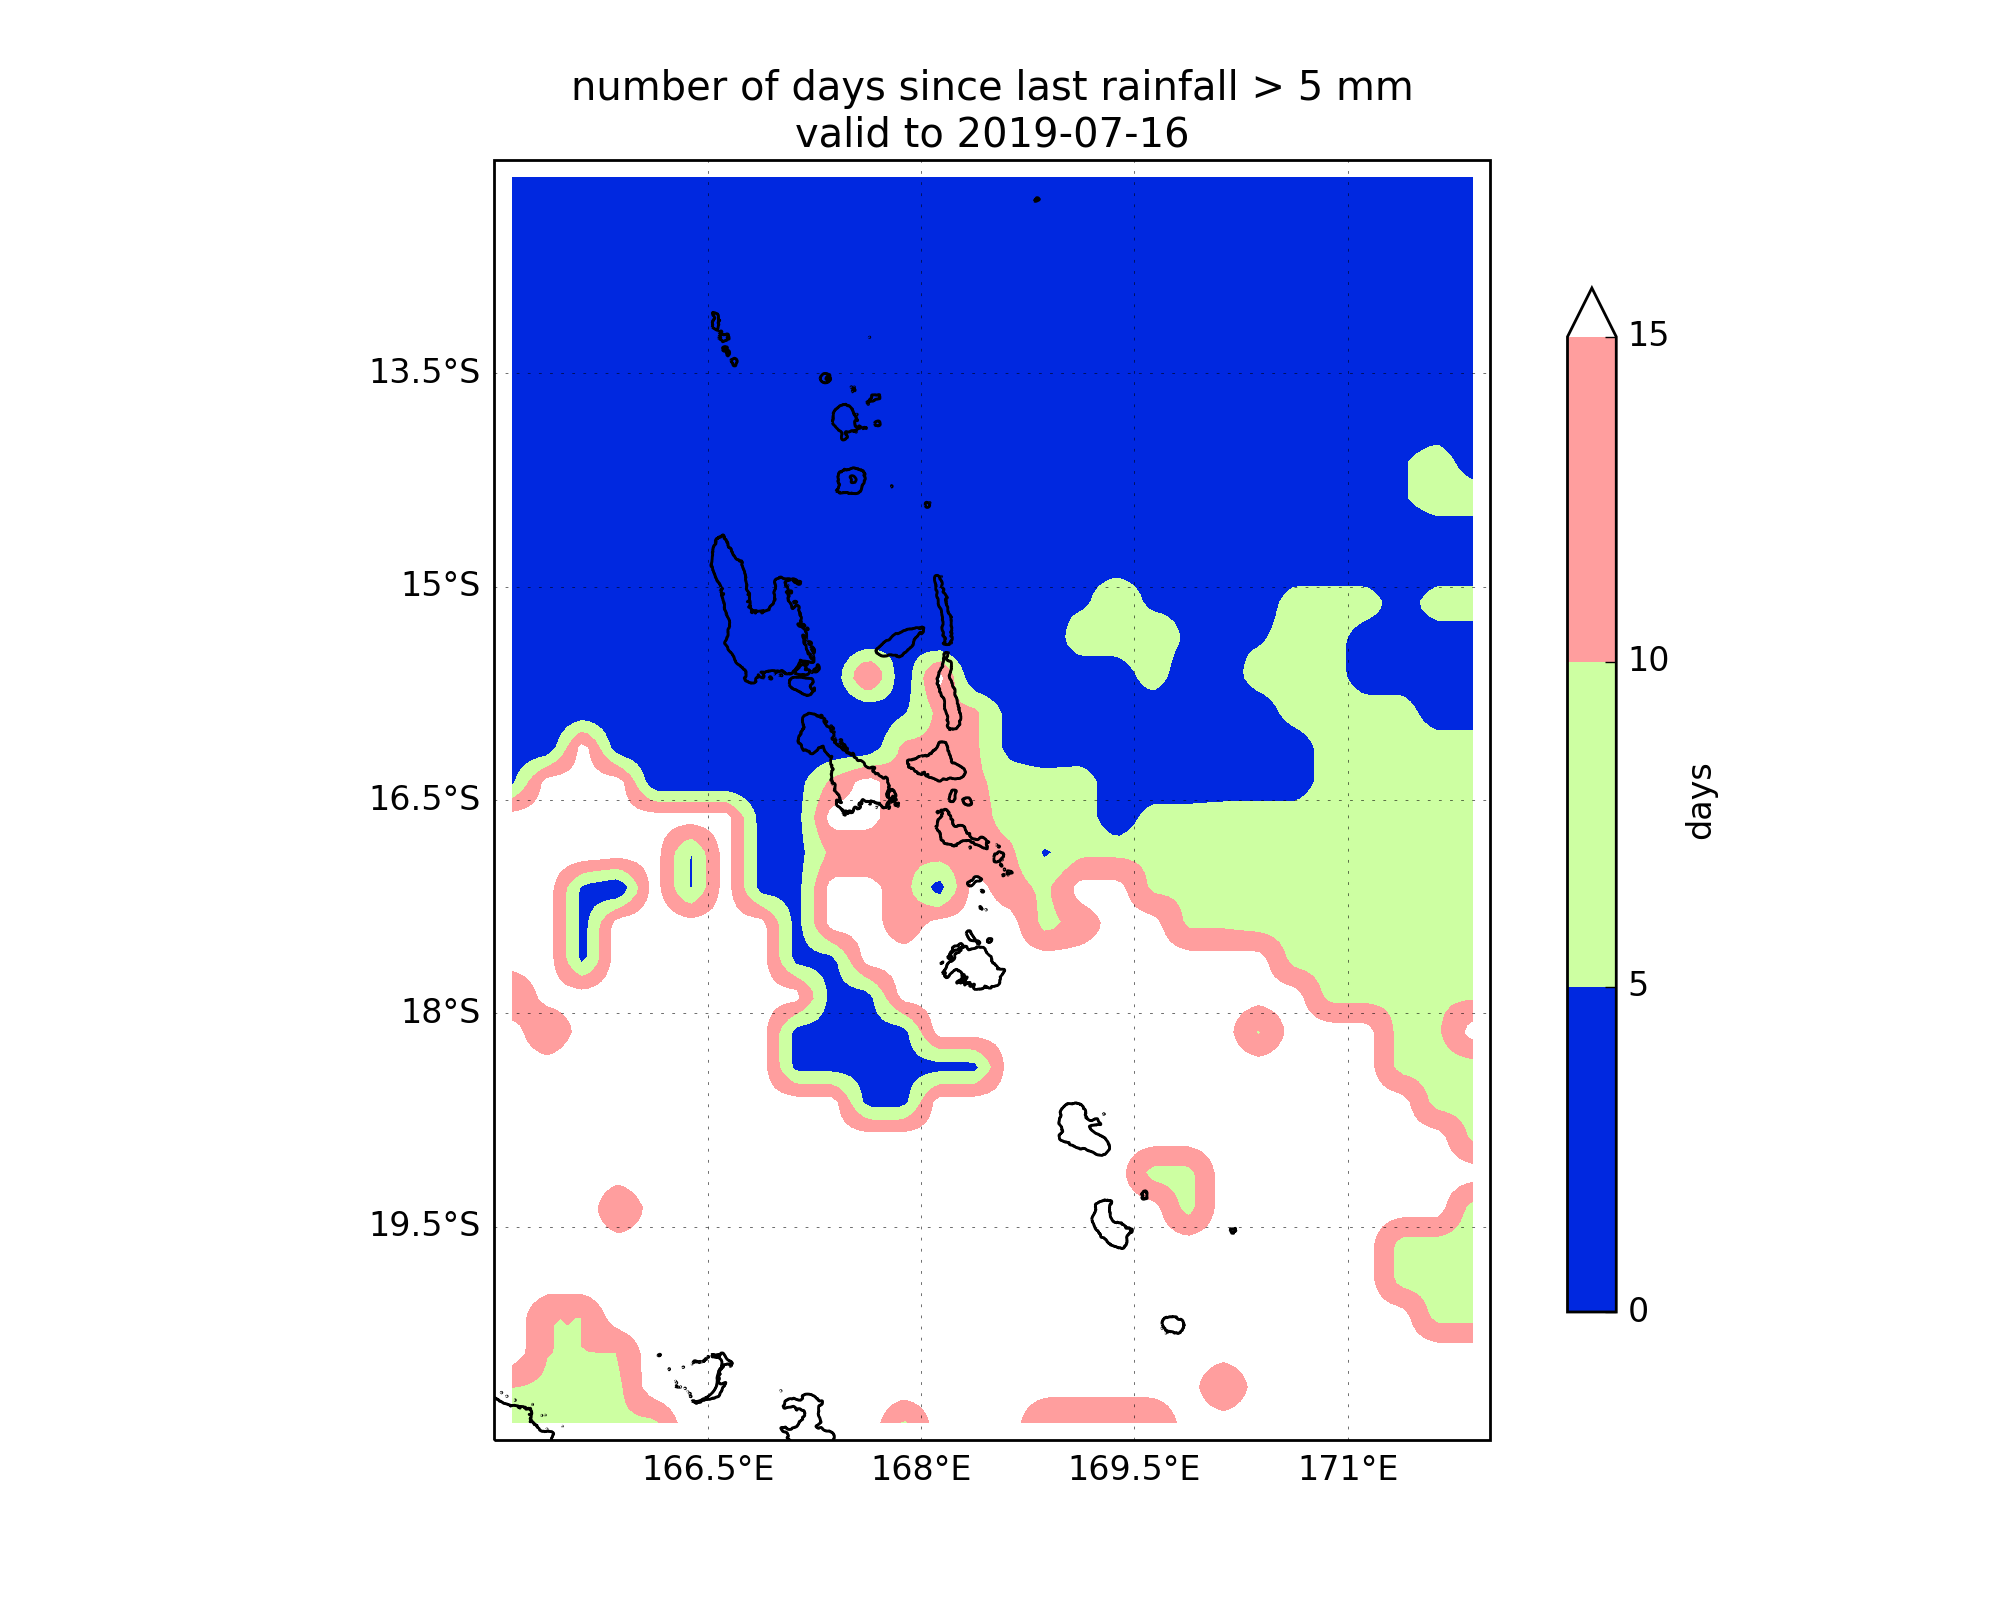 number of days since last rainfall > 5 mm
valid to 2019-07-16
13.5°S
15°S
16.5°S
18°S
19.5°S
166.5°E
168°E
169.5°E
171°E
15
10
5
0
days